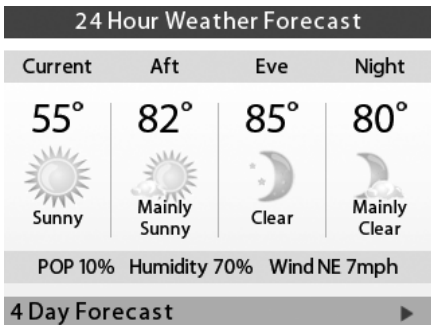 24 Hour Weather Forecast
Current Aft Eve Night
55° 82° 85° 80°
Sunny Mainly Sunny Clear Mainly Clear
POP 10% Humidity 70% Wind NE 7mph
4 Day Forecast